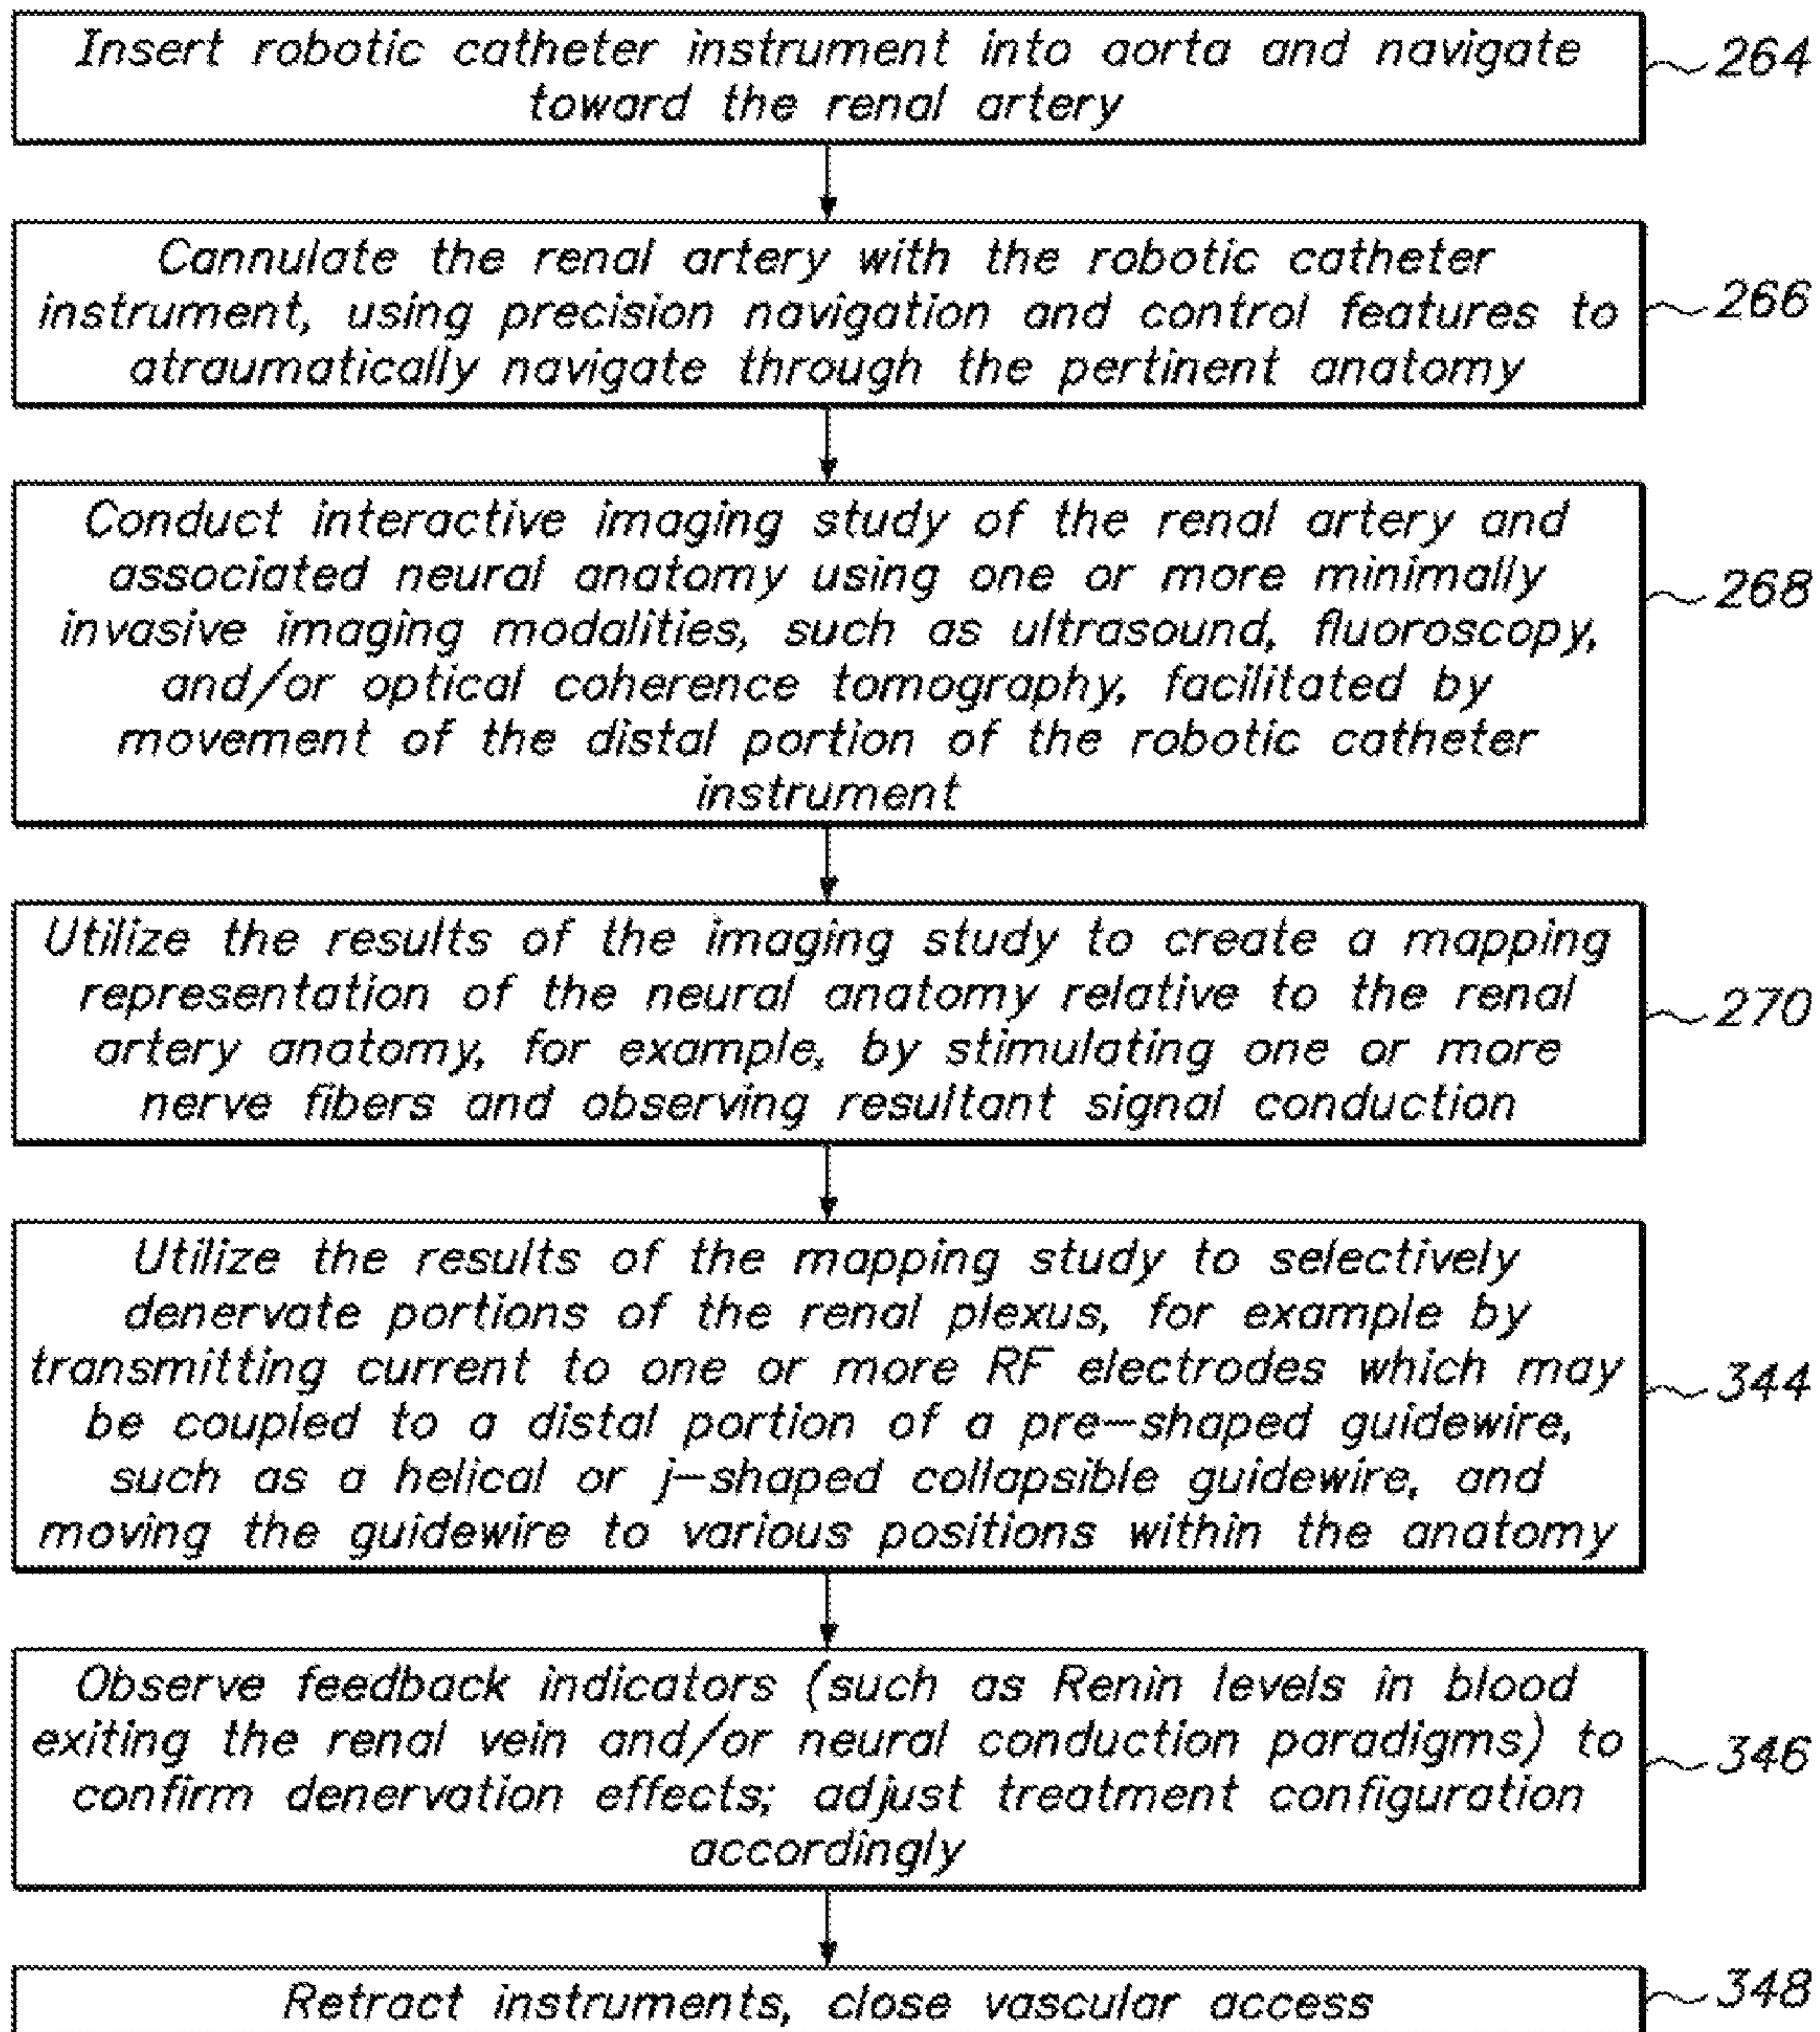 Insert robotic catheter instrument into aorta and navigate
toward the renal artery
264
Cannulate the renal artery with the robotic catheter
instrument, using precision navigation and control features to
atraumatically navigate through the pertinent anatomy
266
Conduct interactive imaging study of the renal artery and
associated neural anatomy using one or more minimally
invasive imaging modalities, such as ultrasound, fluoroscopy,
and/or optical coherence tomography, facilitated by
movement of the distal portion of the robotic catheter
instrument
268
Utilize the results of the imaging study to create a mapping
representation of the neural anatomy relative to the renal
artery anatomy, for example, by stimulating one or more
nerve fibers and observing resultant signal conduction
270
Utilize the results of the mapping study to selectively
denervate portions of the renal plexus, for example by
transmitting current to one or more RF electrodes which may
be coupled to a distal portion of a pre-shaped guidewire,
such as a helical or j-shaped collapsible guidewire, and
moving the guidewire to various positions within the anatomy
344
Observe feedback indicators (such as Renin levels in blood
exiting the renal vein and/or neural conduction paradigms) to
confirm denervation effects; adjust treatment configuration
accordingly
346
Retract instruments, close vascular access
348